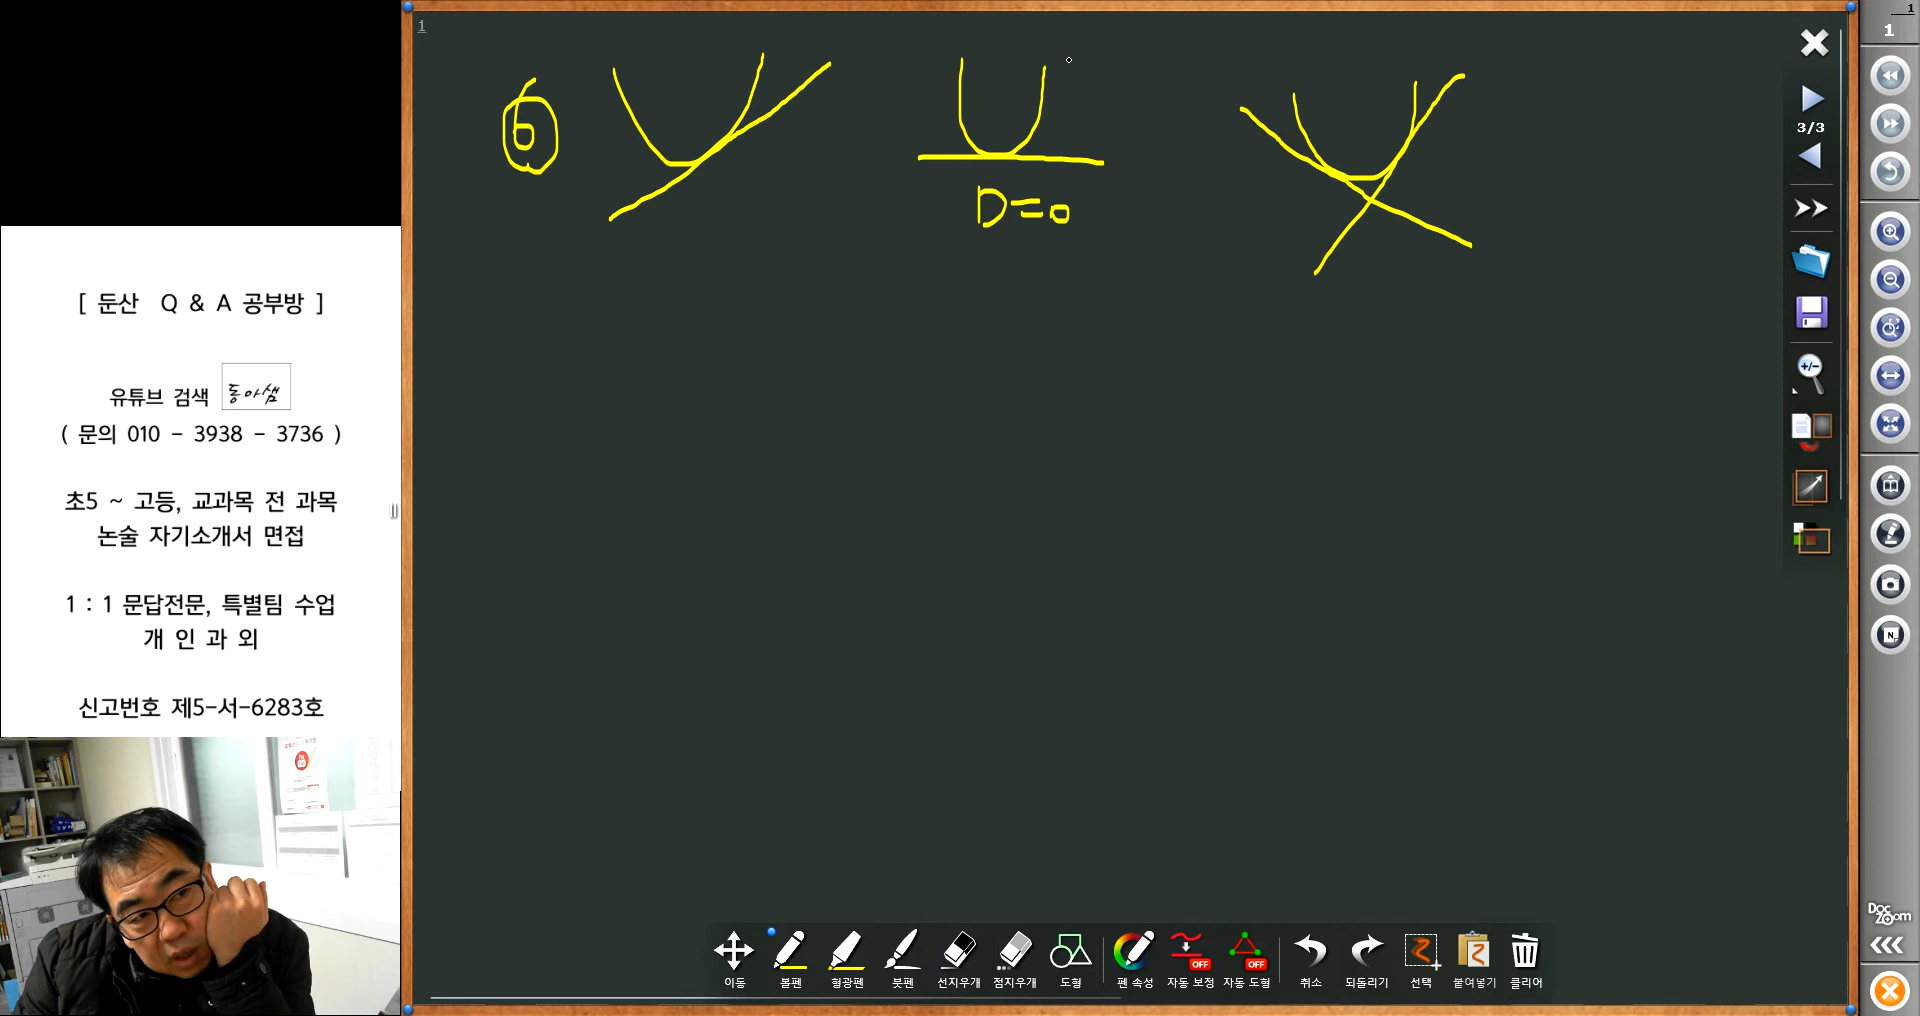 [ 둔산 Q & A 공부방 ]
유튜브 검색 동아샘
( 문의 010 - 3938 - 3736 )
초5 ~ 고등, 교과목 전 과목
논술 자기소개서 면접
1 : 1 문답전문, 특별팀 수업
개 인 과 외
신고번호 제5-서-6283호
1
6
D=0
3/3
+/-
이동
볼펜
형광펜
붓펜
선지우개
점지우개
도형
펜 속성
OFF
자동 보정
OFF
자동 도형
취소
되돌리기
선택
붙여넣기
클리어
1
1
N
Doc Zoom